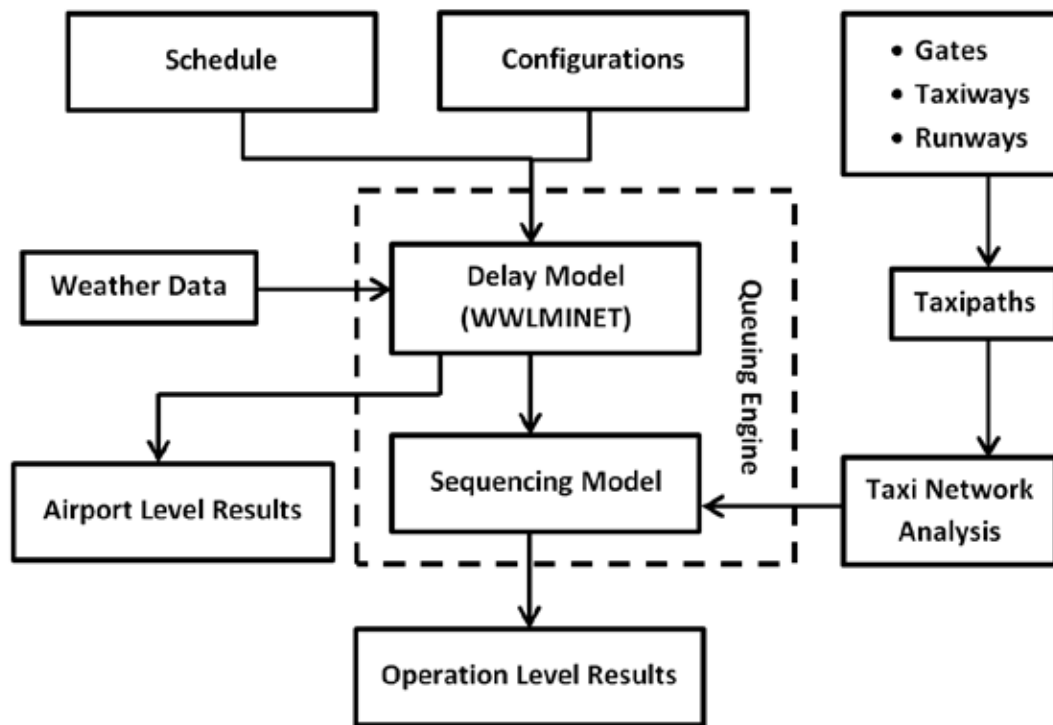 Schedule
Configurations
• Gates
• Taxiways
• Runways
Weather Data
Delay Model
(WWLMINET)
Queuing Engine
Taxipaths
Airport Level Results
Sequencing Model
Taxi Network
Analysis
Operation Level Results